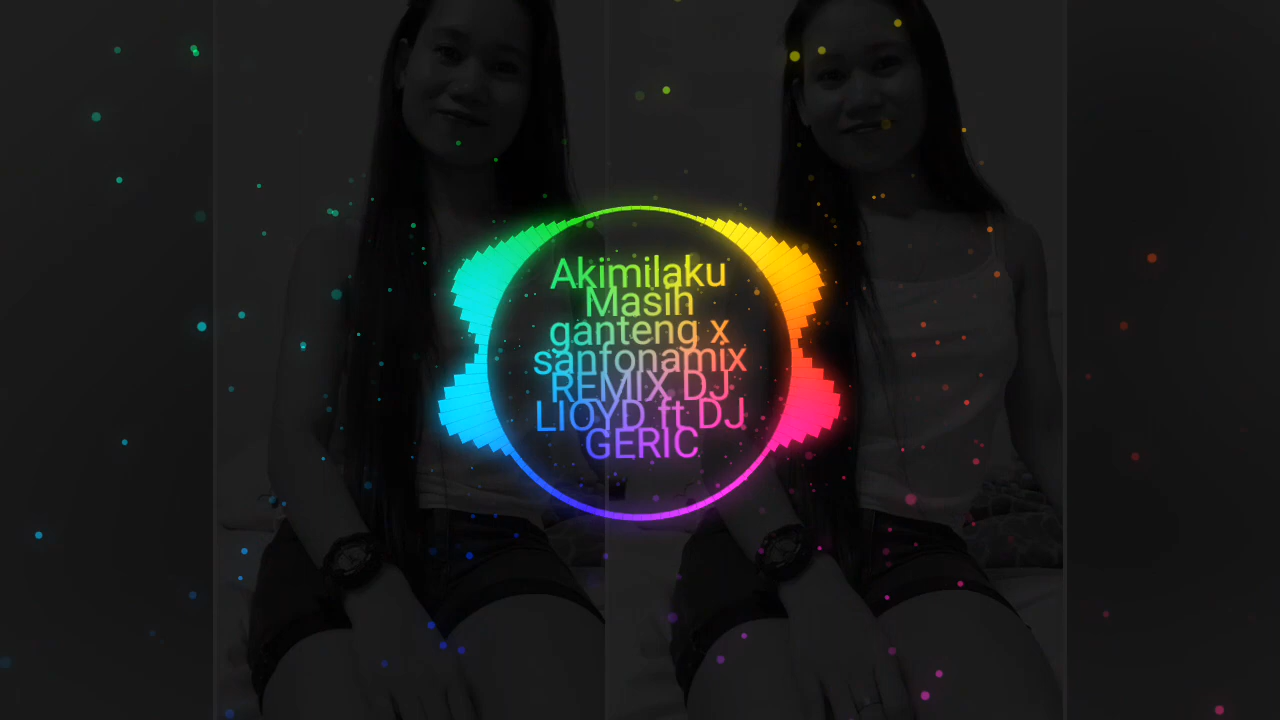 Akimilaku
Masih
ganteng x
sanfonamix
REMIX DJ
LIOYD ft DJ
GERIC